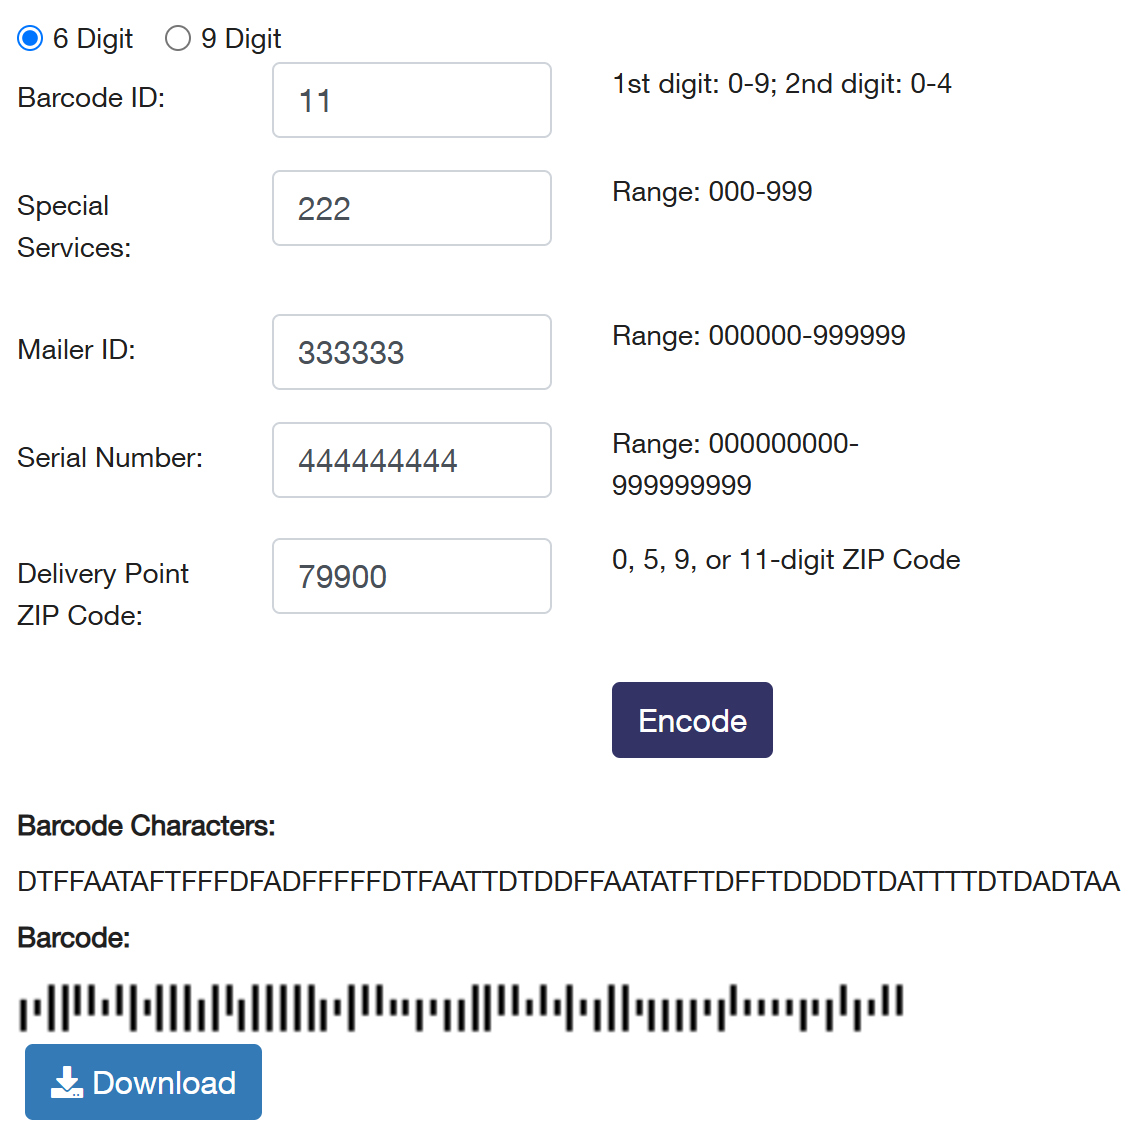 6 Digit 9 Digit
Barcode ID: 11 1st digit: 0-9; 2nd digit: 0-4
Special Services: 222 Range: 000-999
Mailer ID: 333333 Range: 000000-999999
Serial Number: 444444444 Range: 000000000-
999999999
Delivery Point 79900 0, 5, 9, or 11-digit ZIP Code
ZIP Code:
Encode
Barcode Characters:
DTFFAATAFTFFFDFADFFFFFDTFAATTDTDDFFAATATFTDFFTDDDDTDATTTTDTDADTAA
Barcode:
Download